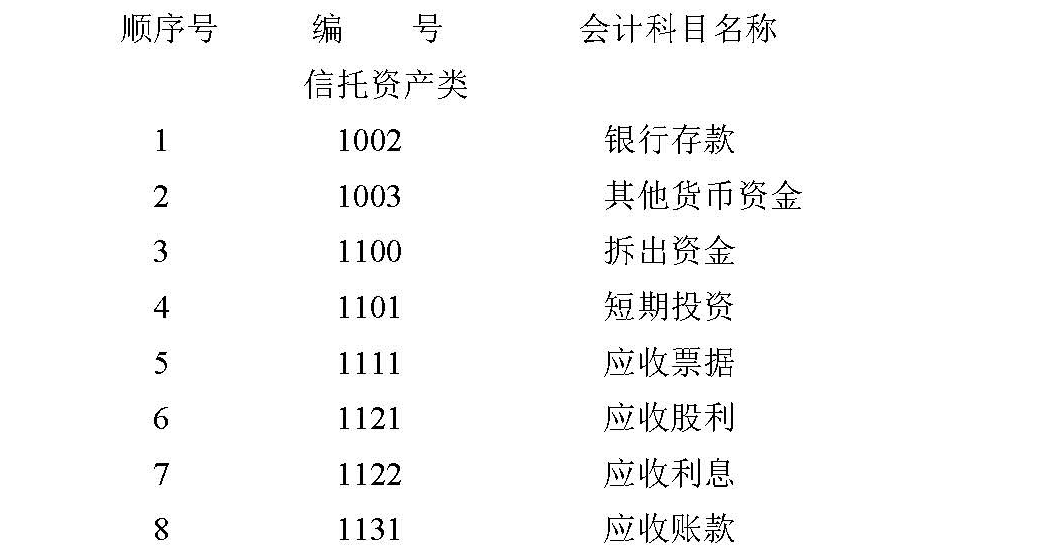 顺序号 编 号 会计科目名称
信托资产类
1 1002 银行存款
2 1003 其他货币资金
3 1100 拆出资金
4 1101 短期投资
5 1111 应收票据
6 1121 应收股利
7 1122 应收利息
8 1131 应收账款